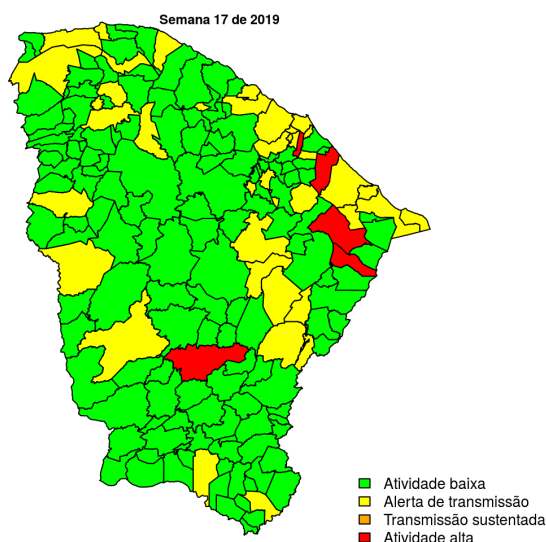 Semana 17 de 2019
Atividade baixa
Alerta de transmissão
Transmissão sustentada
Atividade alta